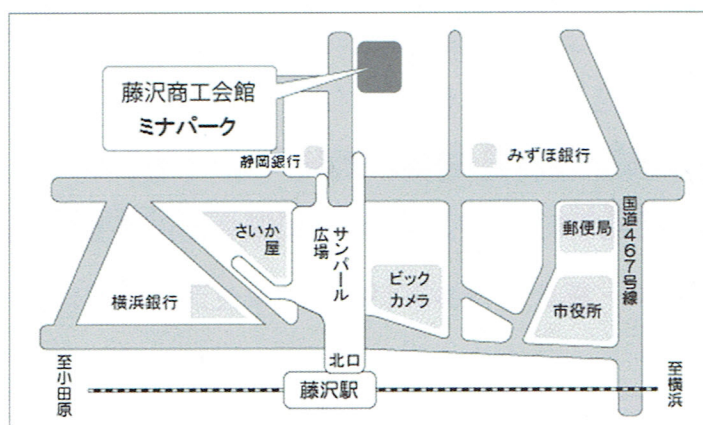 藤沢商工会館
ミナパーク
静岡銀行
みずほ銀行
さいか
屋
サンパール
広場
ビック
カメラ
郵便局
市役所
国道467号線
横浜銀行
北口
藤沢駅
至小田原
至横浜